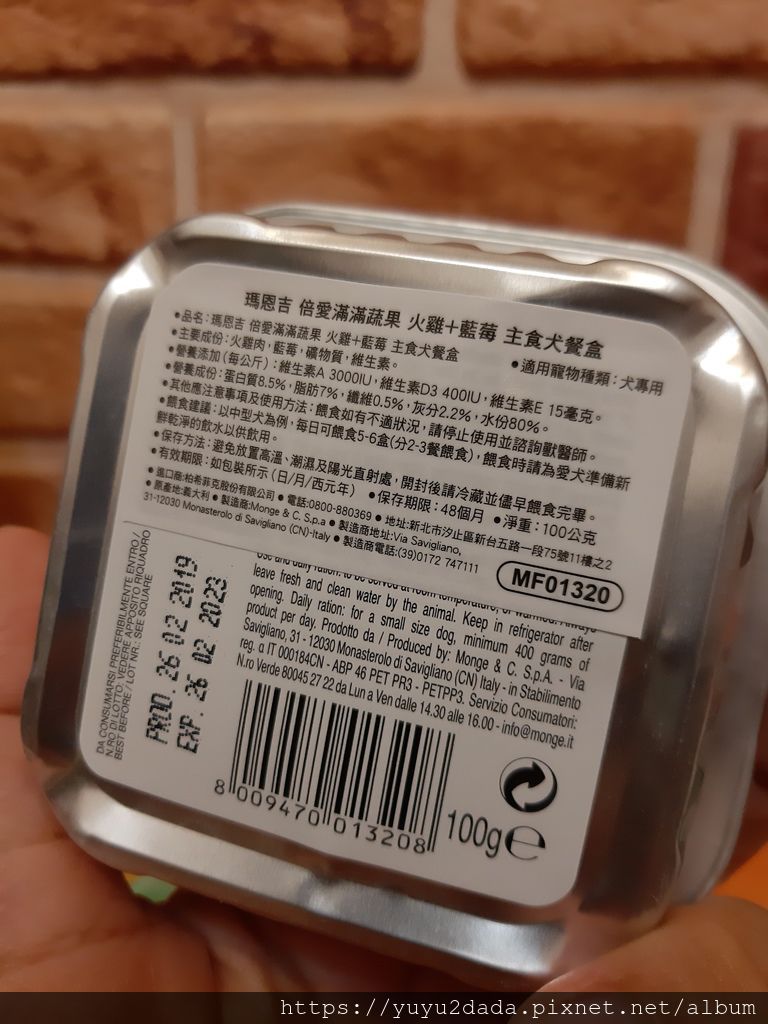 瑪恩吉 倍愛滿滿蔬果 火雞+藍莓 主食犬餐盒
•品名:瑪恩吉 倍愛滿滿蔬果 火雞+藍莓 主食犬餐盒 •適用寵物種類:犬專用
•主要成份:火雞肉,藍莓,礦物質,維生素。
•營養添加(每公斤):維生素A 3000IU,維生素D3 400IU,維生素E 15毫克。
•營養成份:蛋白質8.5%,脂肪7%,纖維0.5%,灰分2.2%,水份80%。
•其他應注意事項及使用方法:餵食如有不適狀況,請停止使用並諮詢獸醫師。
•餵食建議:以中型犬為例,每日可餵食5-6盒(分2-3餐餵食),餵食時請為愛犬準備新
鮮乾淨的飲水以供飲用。
•保存方法:避免放置高溫、潮濕及陽光直射處,開封後請冷藏並儘早餵食完畢。
•有效期限:如包裝所示(日/月/西元年) •保存期限:48個月 •淨重:100公克
•進口商:柏希菲克股份有限公司 •電話:0800-880369 •地址:新北市汐止區新台五路一段75號11樓之2
•原產地:義大利 •製造商:Monge & C. S.p.a •製造商地址:Via Savigliano,
31-12030 Monasterolo di Savigliano (CN)-Italy •製造商電話:(39)0172 747111
MF01320
leave fresh and clean water by the animal. Keep in refrigerator after
opening. Daily ration: for a small size dog, minimum 400 grams of
product per day. Prodotto da / Produced by: Monge & C. S.p.A. - Via
Savigliano, 31 - 12030 Monasterolo di Savigliano (CN) Italy - in Stabilimento
reg. α IT 000184CN - ABP 46 PET PR3 - PETPP3. Servizio Consumatori:
N.ro Verde 80045 27 22 da Lun a Ven dalle 14.30 alle 16.00 - info@monge.it
DA CONSUMARSI PREFERIBILMENTE ENTRO /
N.RO DI LOTTO: VEDERE APPOSITO RIQUADRO
BEST BEFORE / LOT NR.: SEE SQUARE
PROD. 26 02 2019
EXP. 26 02 2023
8 009470 013208
100g ℮
https://yuyu2dada.pixnet.net/album